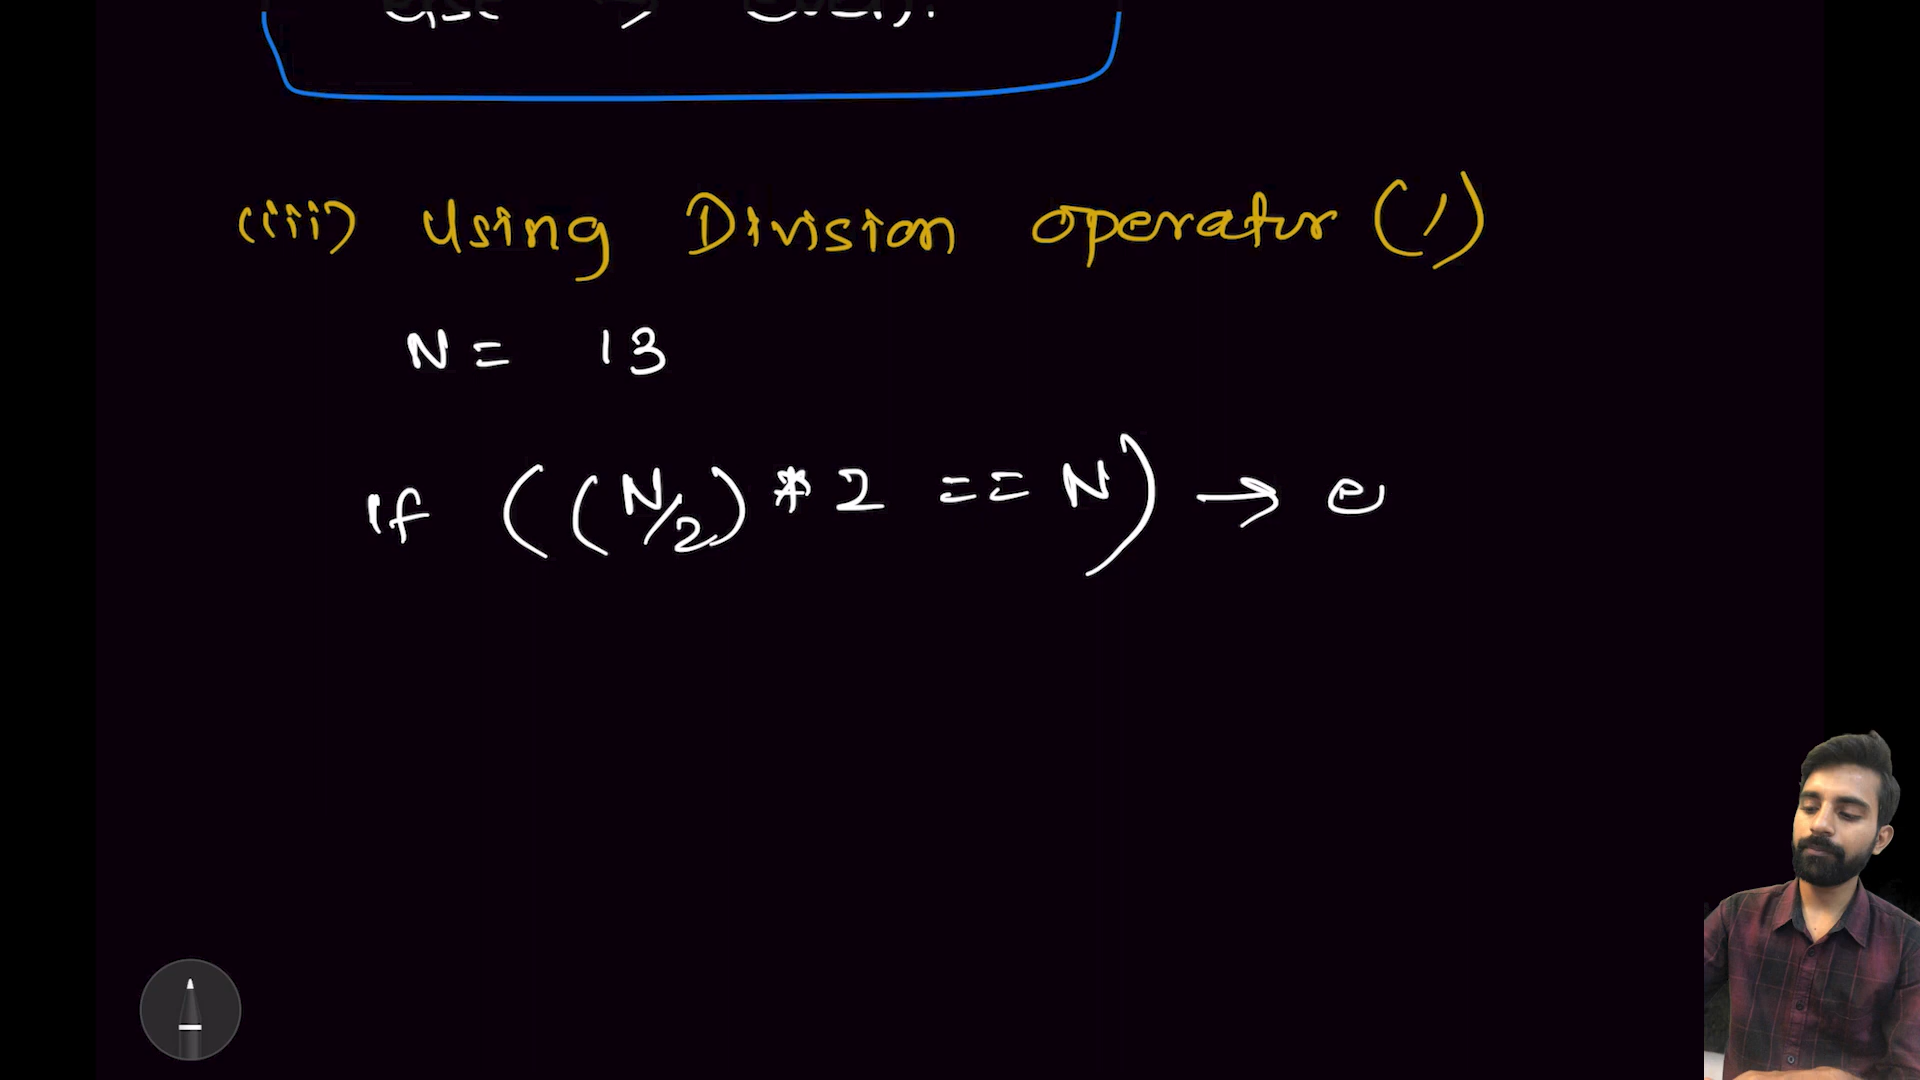 (iii) Using Division operator (/)
N = 13
if ((N/2) * 2 == N) →